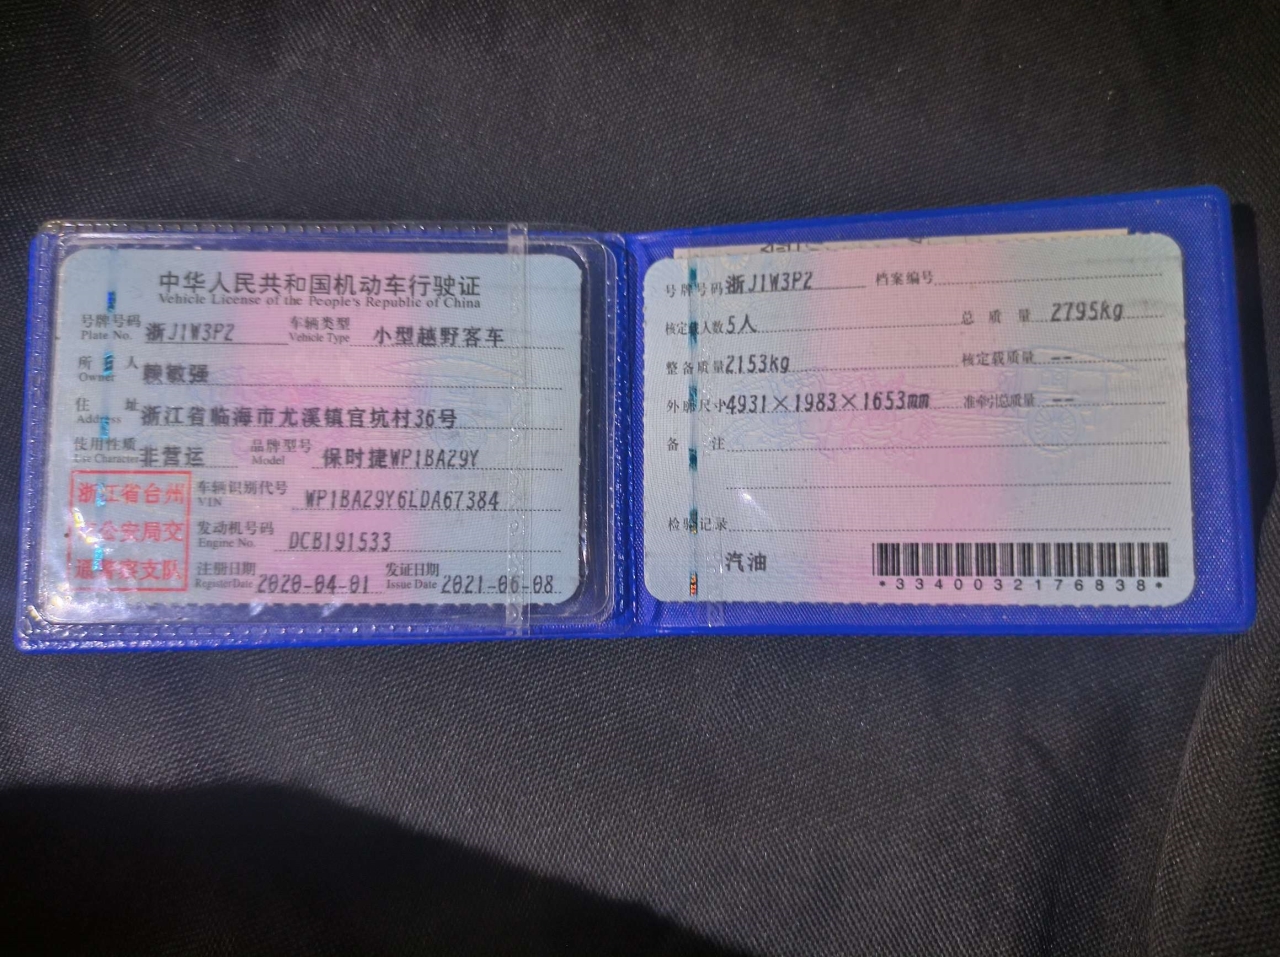 中华人民共和国机动车行驶证
Vehicle License of the People's Republic of China
号牌号码 浙J1W3P2 车辆类型 小型越野客车
Plate No. Vehicle Type
所有人 赖敏强
Owner
住址 浙江省临海市尤溪镇官坑村36号
Address
使用性质 非营运 品牌型号 保时捷WP1BA29Y
Use Character Model
浙江省台州
市公安局交
通警察支队
车辆识别代号 WP1BA29Y6LDA67384
VIN
发动机号码 DCB191533
Engine No.
注册日期 2020-04-01 发证日期 2021-06-08
Register Date Issue Date
号牌号码 浙J1W3P2 档案编号
核定载人数 5人 总质量 2795kg
整备质量 2153kg 核定载质量 --
外廓尺寸 4931×1983×1653mm 准牵引总质量 --
备注
检验记录
汽油
*3340032176838*